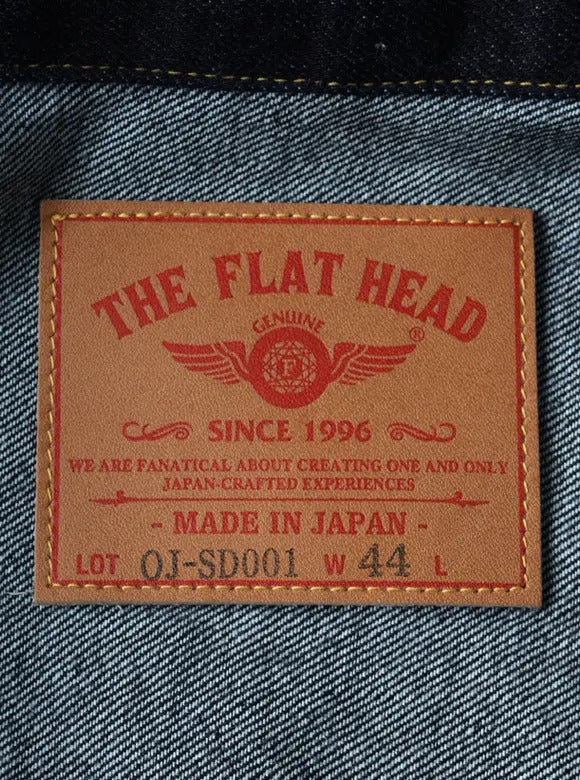 THE FLAT HEAD
GENUINE
®
F
SINCE 1996
WE ARE FANATICAL ABOUT CREATING ONE AND ONLY
JAPAN-CRAFTED EXPERIENCES
- MADE IN JAPAN -
LOT OJ-SD001 W 44 L